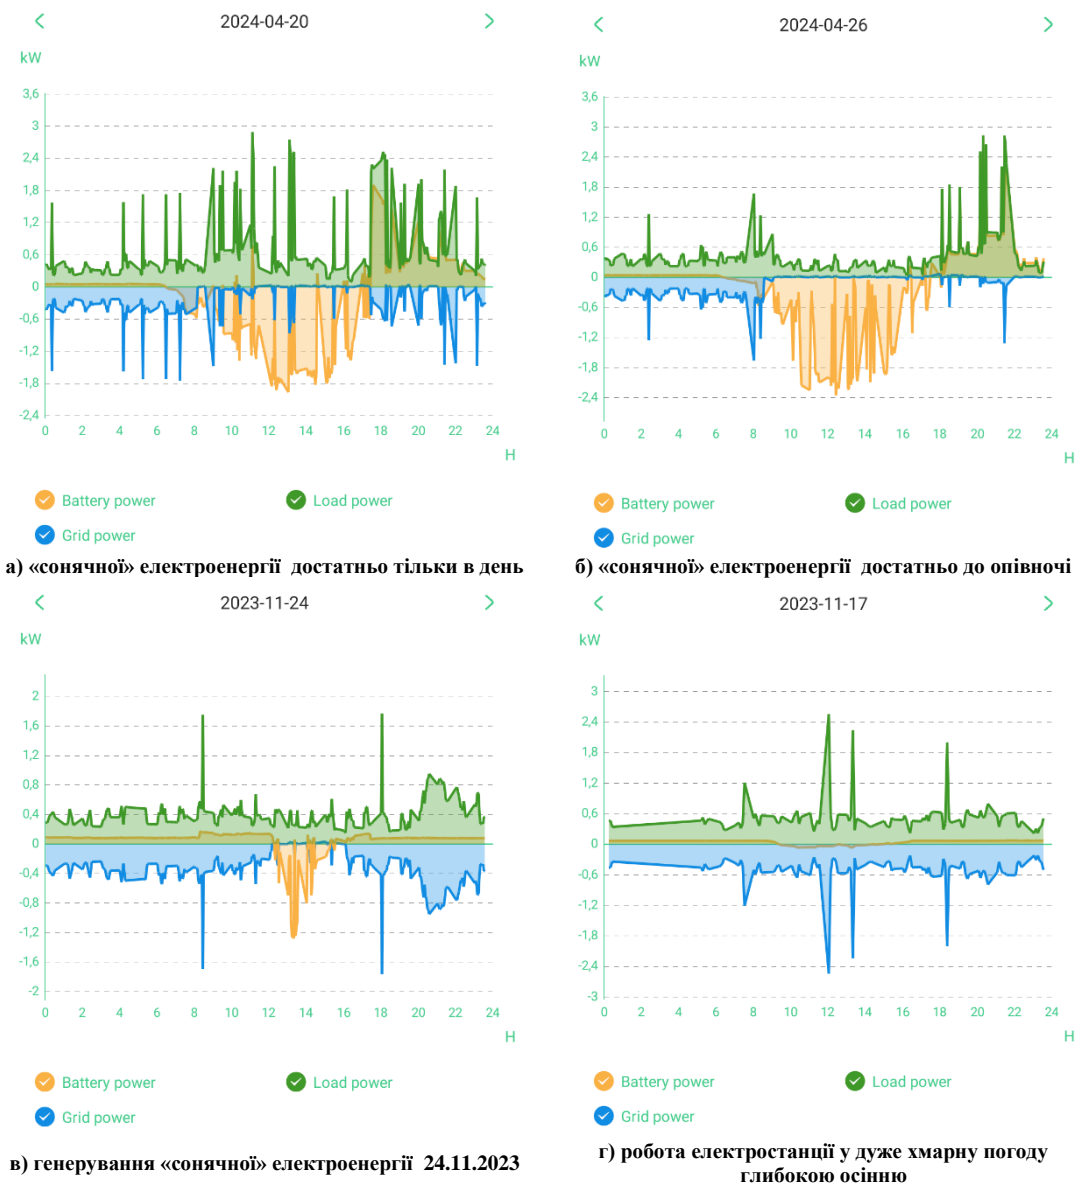 2024-04-20
kW
3,6
3
2,4
1,8
1,2
0,6
0
-0,6
-1,2
-1,8
-2,4
0 2 4 6 8 10 12 14 16 18 20 22 24
H
Battery power Load power
Grid power
а) «сонячної» електроенергії достатньо тільки в день
2024-04-26
kW
3,6
3
2,4
1,8
1,2
0,6
0
-0,6
-1,2
-1,8
-2,4
0 2 4 6 8 10 12 14 16 18 20 22 24
H
Battery power Load power
Grid power
б) «сонячної» електроенергії достатньо до опівночі
2023-11-24
kW
2
1,6
1,2
0,8
0,4
0
-0,4
-0,8
-1,2
-1,6
-2
0 2 4 6 8 10 12 14 16 18 20 22 24
H
Battery power Load power
Grid power
в) генерування «сонячної» електроенергії 24.11.2023
2023-11-17
kW
3
2,4
1,8
1,2
0,6
0
-0,6
-1,2
-1,8
-2,4
-3
0 2 4 6 8 10 12 14 16 18 20 22 24
H
Battery power Load power
Grid power
г) робота електростанції у дуже хмарну погоду
глибокою осінню